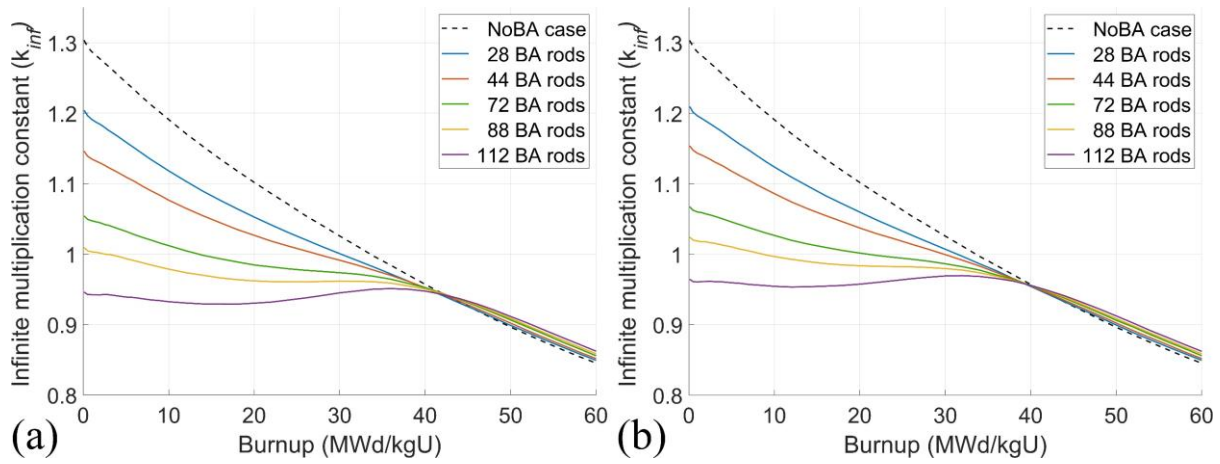 Infinite multiplication constant (k_inf)
1.3
1.2
1.1
1
0.9
0.8
NoBA case
28 BA rods
44 BA rods
72 BA rods
88 BA rods
112 BA rods
0 10 20 30 40 50 60
Burnup (MWd/kgU)
(a)
Infinite multiplication constant (k_inf)
1.3
1.2
1.1
1
0.9
0.8
NoBA case
28 BA rods
44 BA rods
72 BA rods
88 BA rods
112 BA rods
0 10 20 30 40 50 60
Burnup (MWd/kgU)
(b)